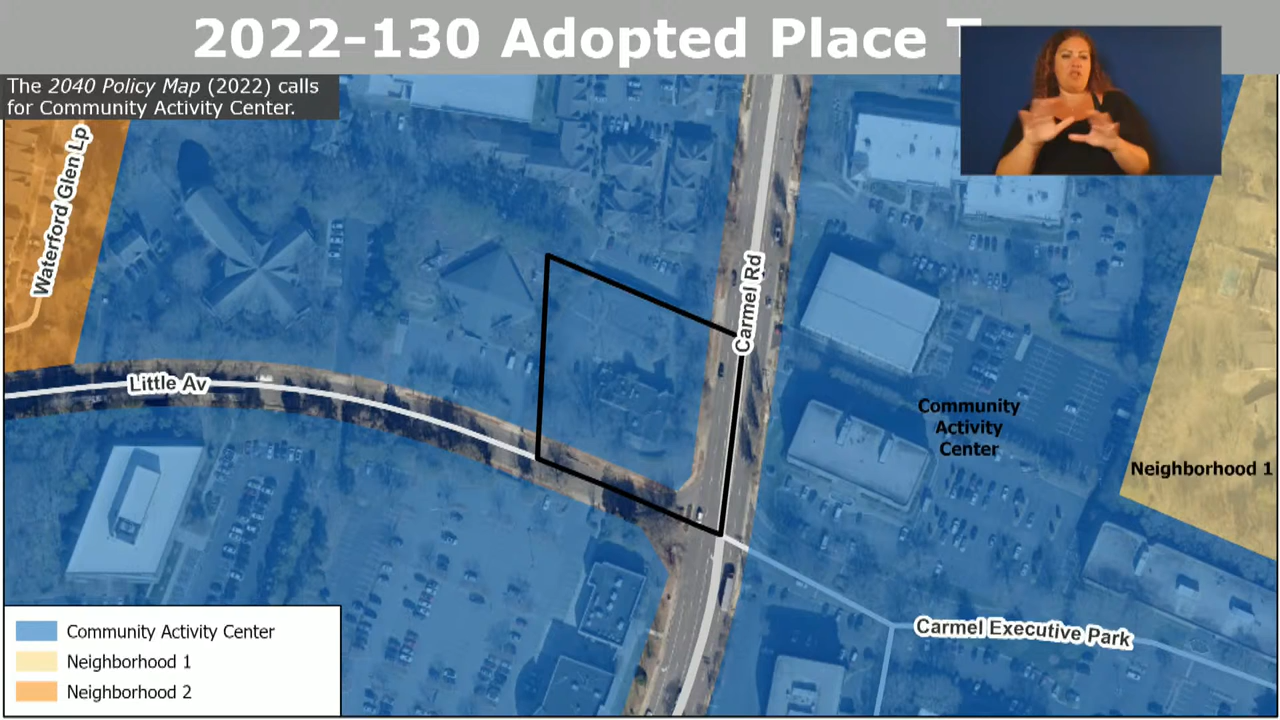 2022-130 Adopted Place
The 2040 Policy Map (2022) calls
for Community Activity Center.
Waterford Glen Lp
Carmel Rd
Little Av
Community
Activity
Center
Neighborhood 1
Carmel Executive Park
Community Activity Center
Neighborhood 1
Neighborhood 2